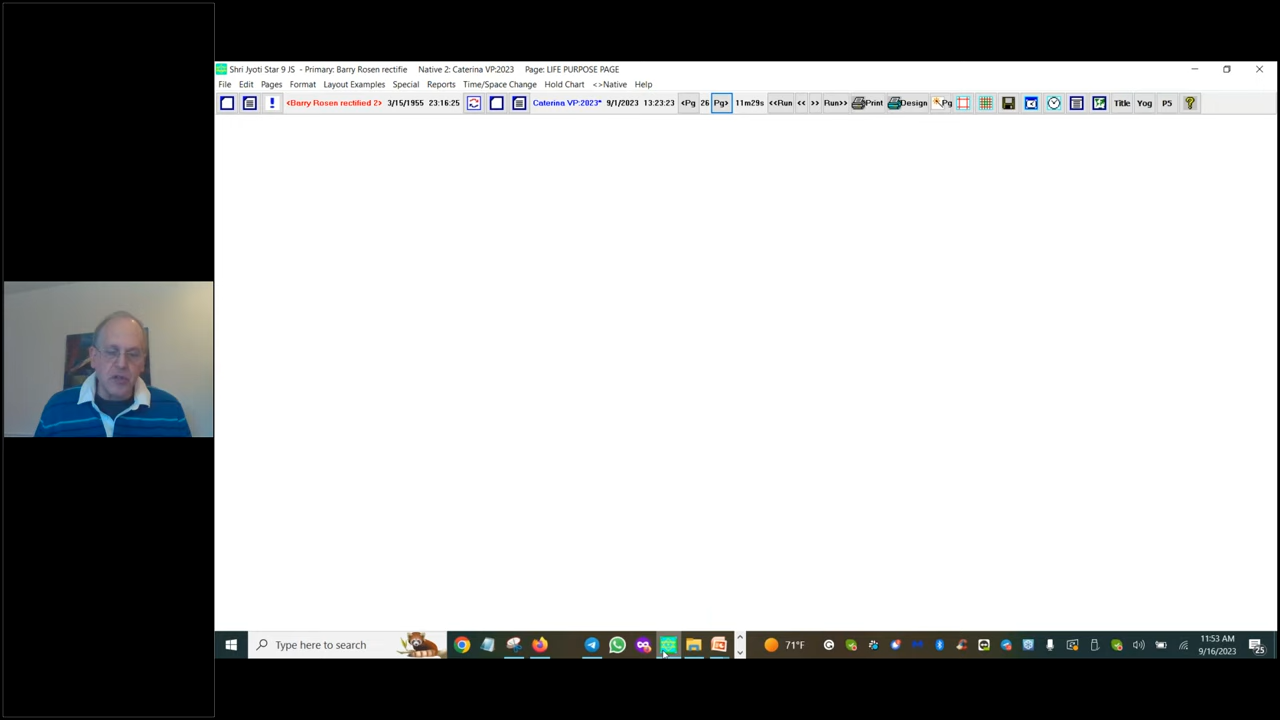 Shri Jyoti Star 9 JS - Primary: Barry Rosen rectifie Native 2: Caterina VP:2023 Page: LIFE PURPOSE PAGE
File Edit Pages Format Layout Examples Special Reports Time/Space Change Hold Chart <>Native Help
<Barry Rosen rectified 2> 3/15/1955 23:16:25 Caterina VP:2023* 9/1/2023 13:23:23 <Pg 26 Pg> 11m29s <<Run << >> Run>> Print Design Pg Title Yog P5 ?
Type here to search 71°F 11:53 AM
9/16/2023 25